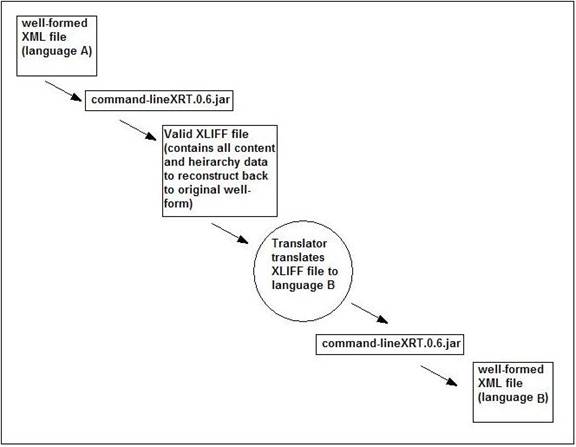 well-formed
XML file
(language A)
command-lineXRT.0.6.jar
Valid XLIFF file
(contains all content
and heirarchy data
to reconstruct back
to original well-
form)
Translator
translates
XLIFF file to
language B
command-lineXRT.0.6.jar
well-formed
XML file
(language B)